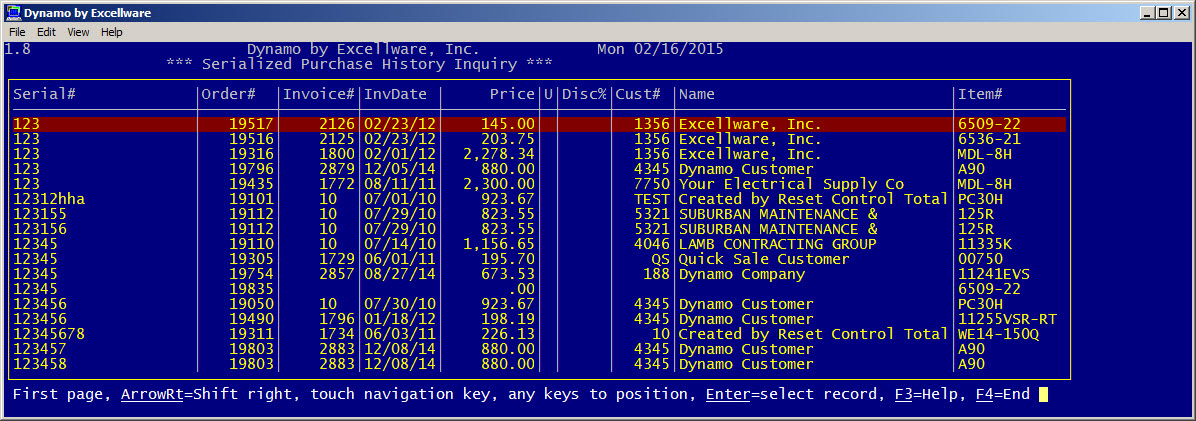 Dynamo by Excellware
File Edit View Help
1.8 Dynamo by Excellware, Inc. Mon 02/16/2015
*** Serialized Purchase History Inquiry ***
Serial# Order# Invoice# InvDate Price U Disc% Cust# Name Item#
123 19517 2126 02/23/12 145.00 1356 Excellware, Inc. 6509-22
123 19516 2125 02/23/12 203.75 1356 Excellware, Inc. 6536-21
123 19316 1800 02/01/12 2,278.34 1356 Excellware, Inc. MDL-8H
123 19796 2879 12/05/14 880.00 4345 Dynamo Customer A90
123 19435 1772 08/11/11 2,300.00 7750 Your Electrical Supply Co MDL-8H
12312hha 19101 10 07/01/10 923.67 TEST Created by Reset Control Total PC30H
123155 19112 10 07/29/10 823.55 5321 SUBURBAN MAINTENANCE & 125R
123156 19112 10 07/29/10 823.55 5321 SUBURBAN MAINTENANCE & 125R
12345 19110 10 07/14/10 1,156.65 4046 LAMB CONTRACTING GROUP 11335K
12345 19305 1729 06/01/11 195.70 QS Quick Sale Customer 00750
12345 19754 2857 08/27/14 673.53 188 Dynamo Company 11241EVS
12345 19835 .00 6509-22
123456 19050 10 07/30/10 923.67 4345 Dynamo Customer PC30H
123456 19490 1796 01/18/12 198.19 4345 Dynamo Customer 11255VSR-RT
12345678 19311 1734 06/03/11 226.13 10 Created by Reset Control Total WE14-150Q
123457 19803 2883 12/08/14 880.00 4345 Dynamo Customer A90
123458 19803 2883 12/08/14 880.00 4345 Dynamo Customer A90
First page, ArrowRt=Shift right, touch navigation key, any keys to position, Enter=select record, F3=Help, F4=End